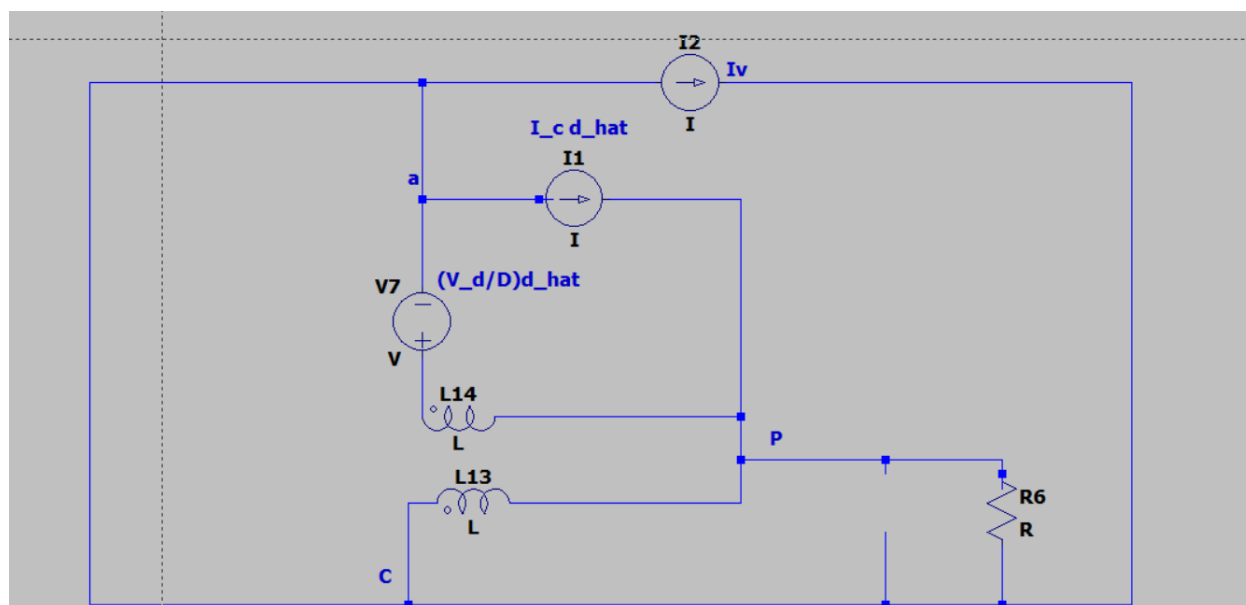 I2
Iv
I
I_c d_hat
I1
a
I
(V_d/D)d_hat
V7
V
L14
L
P
L13
R6
L
R
C